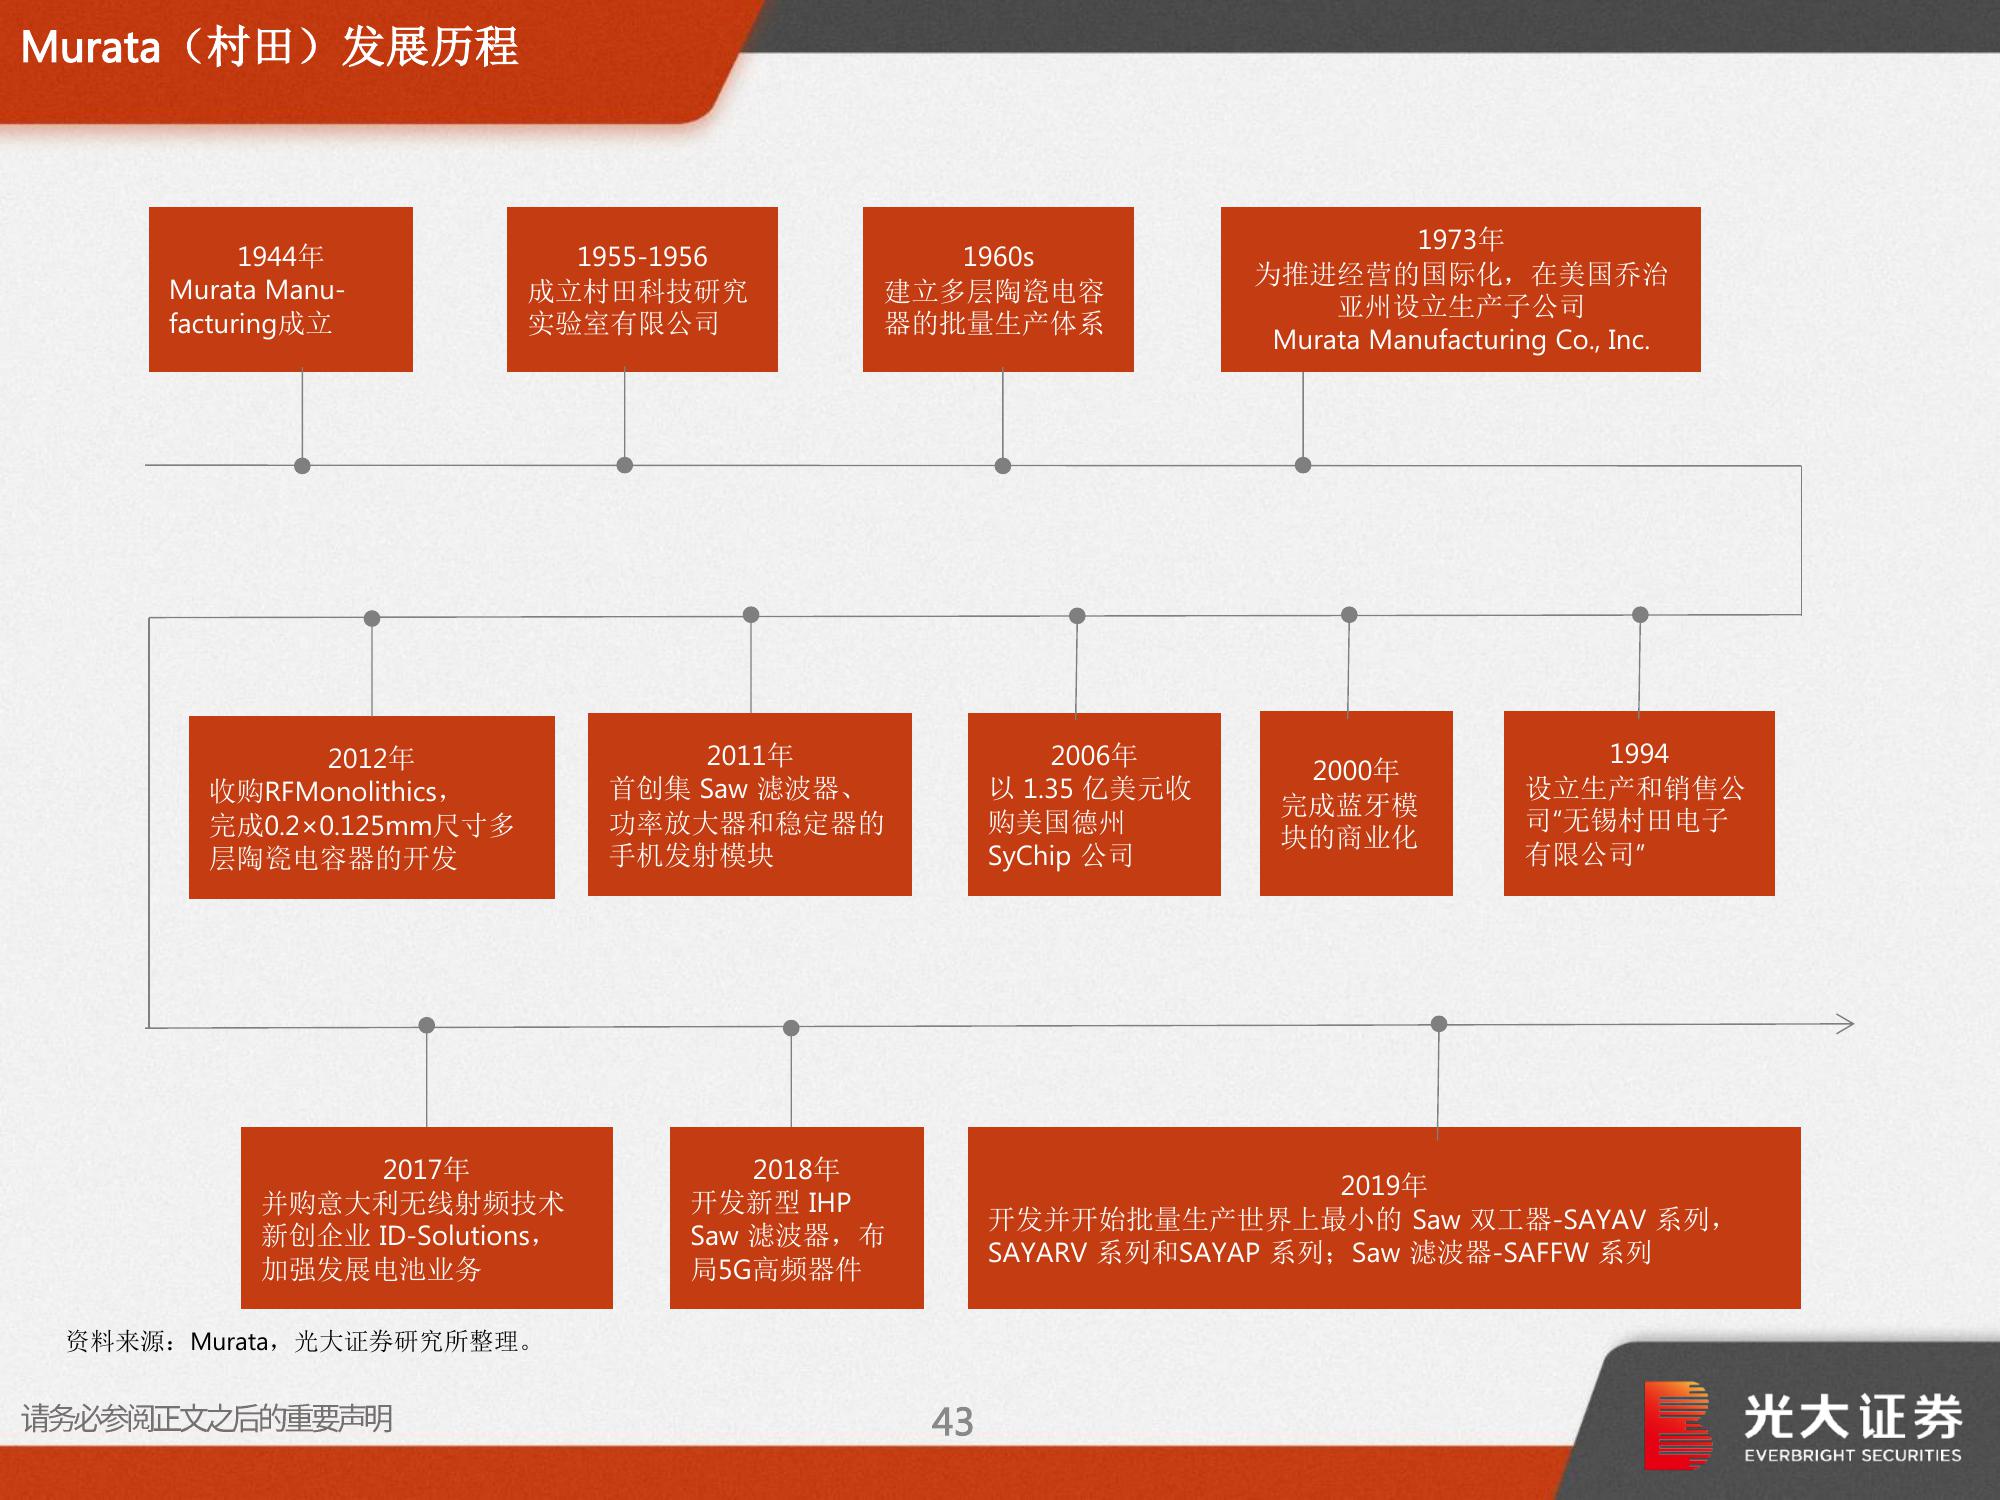 Murata（村田）发展历程
1944年
Murata Manu-
facturing成立
1955-1956
成立村田科技研究
实验室有限公司
1960s
建立多层陶瓷电容
器的批量生产体系
1973年
为推进经营的国际化，在美国乔治
亚州设立生产子公司
Murata Manufacturing Co., Inc.
2012年
收购RFMonolithics，
完成0.2×0.125mm尺寸多
层陶瓷电容器的开发
2011年
首创集 Saw 滤波器、
功率放大器和稳定器的
手机发射模块
2006年
以 1.35 亿美元收
购美国德州
SyChip 公司
2000年
完成蓝牙模
块的商业化
1994
设立生产和销售公
司"无锡村田电子
有限公司"
2017年
并购意大利无线射频技术
新创企业 ID-Solutions，
加强发展电池业务
2018年
开发新型 IHP
Saw 滤波器，布
局5G高频器件
2019年
开发并开始批量生产世界上最小的 Saw 双工器-SAYAV 系列，
SAYARV 系列和SAYAP 系列；Saw 滤波器-SAFFW 系列
资料来源：Murata，光大证券研究所整理。
请务必参阅正文之后的重要声明
43
光大证券
EVERBRIGHT SECURITIES